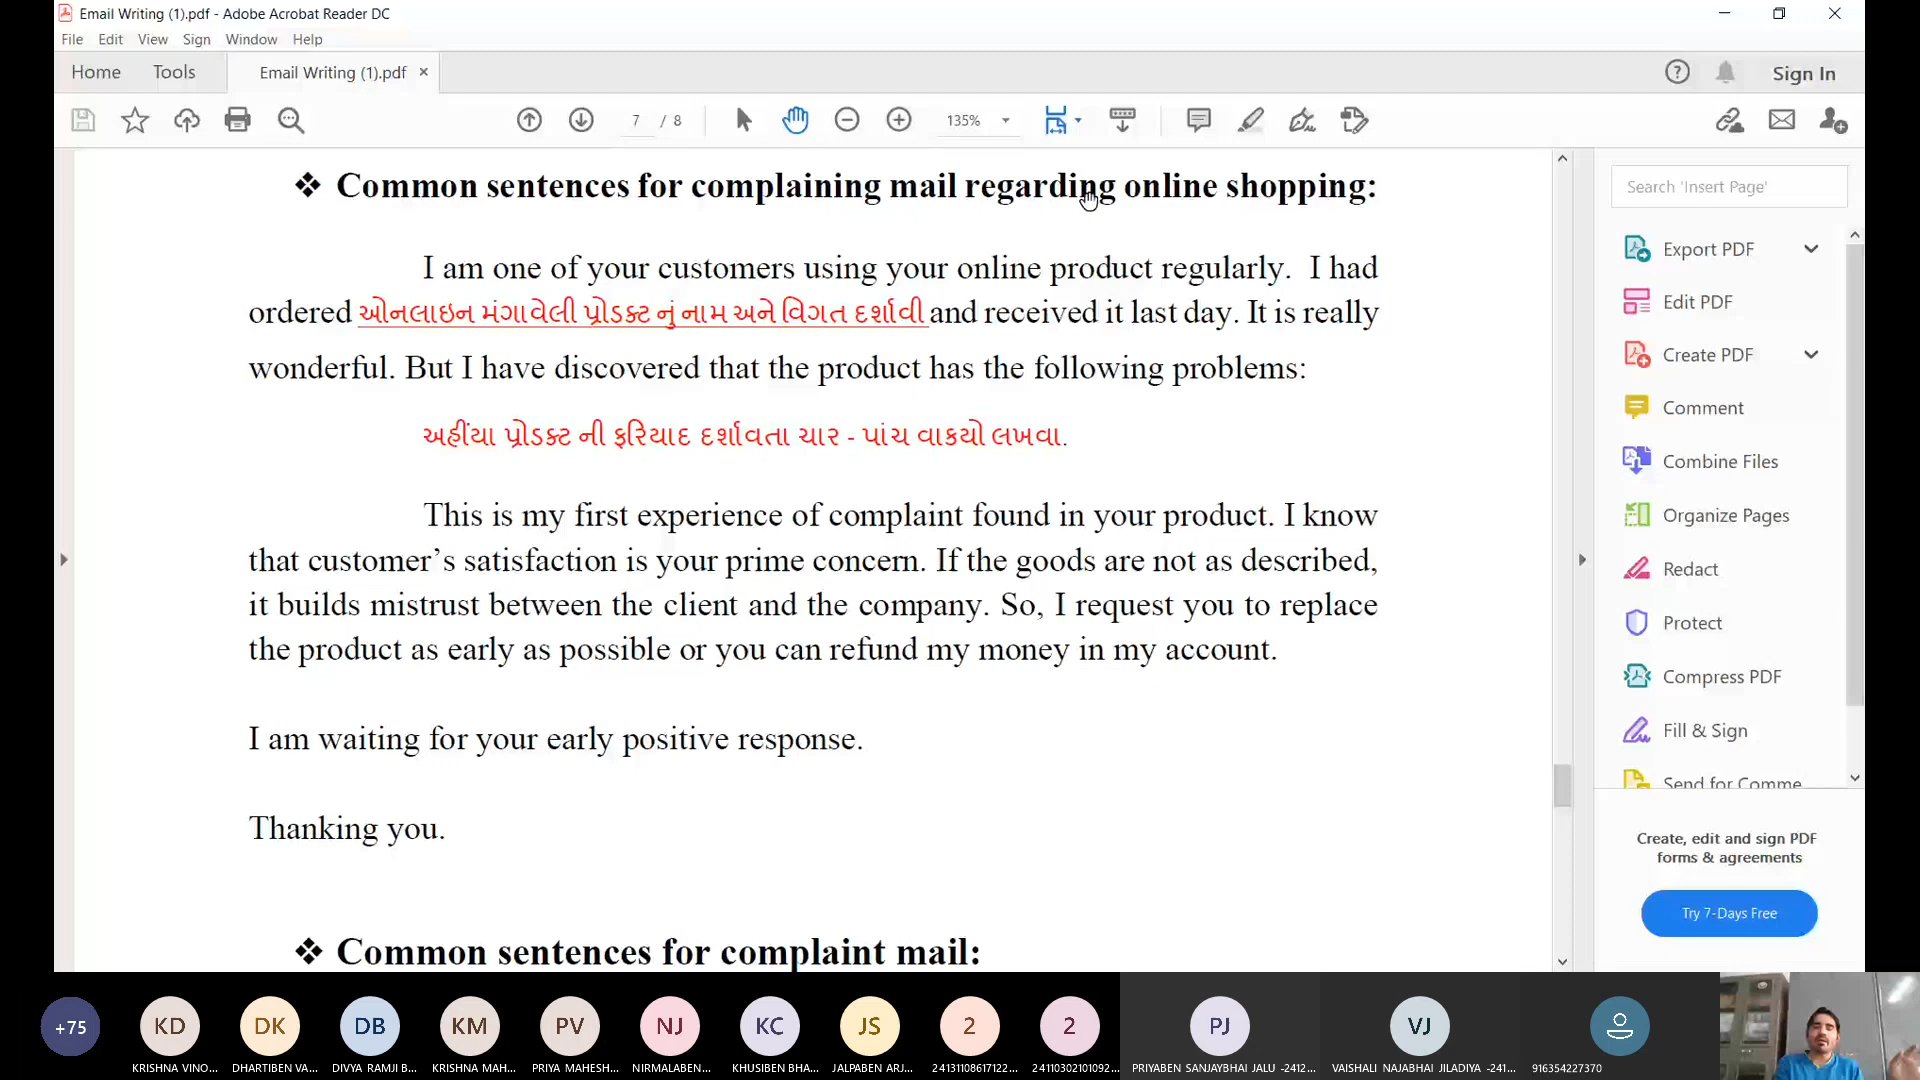 Email Writing (1).pdf - Adobe Acrobat Reader DC
File Edit View Sign Window Help
Home Tools Email Writing (1).pdf × Sign In
7 / 8 135%
❖ Common sentences for complaining mail regarding online shopping:
I am one of your customers using your online product regularly. I had
ordered ઓનલાઇન મંગાવેલી પ્રોડક્ટ નું નામ અને વિગત દર્શાવી and received it last day. It is really
wonderful. But I have discovered that the product has the following problems:
અહીંયા પ્રોડક્ટ ની ફરિયાદ દર્શાવતા ચાર - પાંચ વાકયો લખવા.
This is my first experience of complaint found in your product. I know
that customer’s satisfaction is your prime concern. If the goods are not as described,
it builds mistrust between the client and the company. So, I request you to replace
the product as early as possible or you can refund my money in my account.
I am waiting for your early positive response.
Thanking you.
❖ Common sentences for complaint mail:
Search 'Insert Page'
Export PDF
Edit PDF
Create PDF
Comment
Combine Files
Organize Pages
Redact
Protect
Compress PDF
Fill & Sign
Send for Comme
Create, edit and sign PDF
forms & agreements
Try 7-Days Free
+75 KD DK DB KM PV NJ KC JS 2 2 PJ VJ
KRISHNA VINO... DHARTIBEN VA... DIVYA RAMJI B... KRISHNA MAH... PRIYA MAHESH... NIRMALABEN... KHUSIBEN BHA... JALPABEN ARJ... 24131108617122... 24110302101092... PRIYABEN SANJAYBHAI JALU -2412... VAISHALI NAJABHAI JILADIYA -241... 916354227370